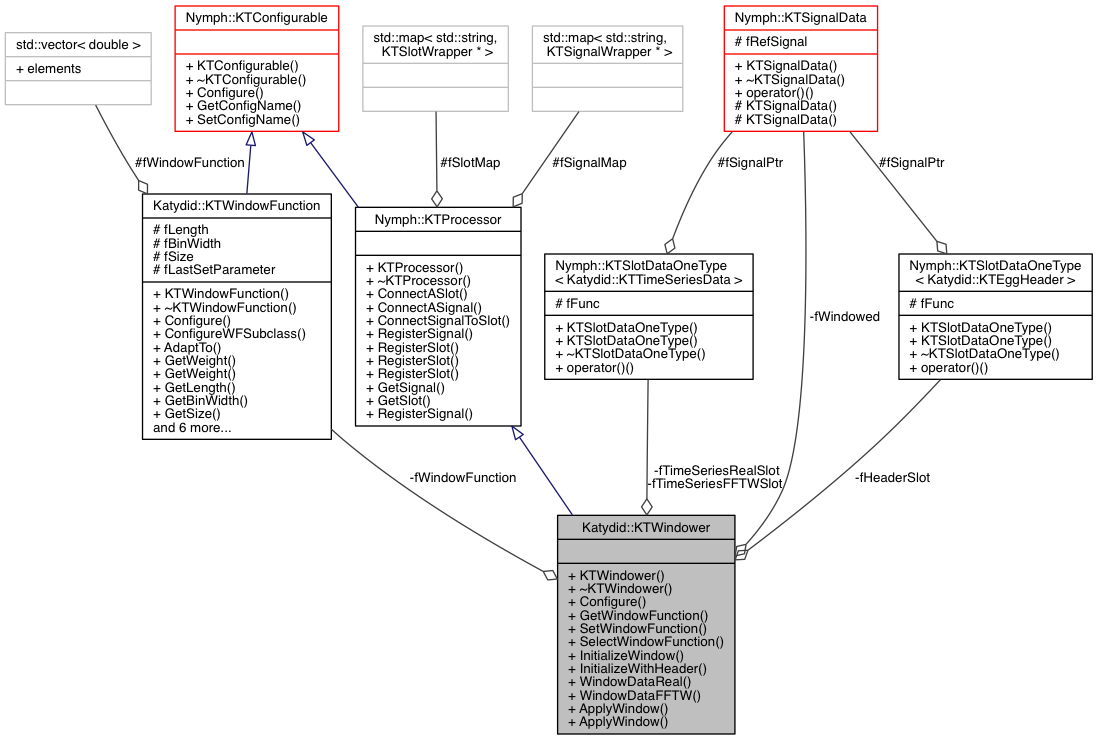 std::vector< double >
+ elements
Nymph::KTConfigurable
+ KTConfigurable()
+ ~KTConfigurable()
+ Configure()
+ GetConfigName()
+ SetConfigName()
std::map< std::string,
KTSlotWrapper * >
std::map< std::string,
KTSignalWrapper * >
Nymph::KTSignalData
# fRefSignal
+ KTSignalData()
+ ~KTSignalData()
+ operator()()
# KTSignalData()
# KTSignalData()
#fWindowFunction
#fSlotMap
#fSignalMap
#fSignalPtr
#fSignalPtr
Katydid::KTWindowFunction
# fLength
# fBinWidth
# fSize
# fLastSetParameter
+ KTWindowFunction()
+ ~KTWindowFunction()
+ Configure()
+ ConfigureWFSubclass()
+ AdaptTo()
+ GetWeight()
+ GetWeight()
+ GetLength()
+ GetBinWidth()
+ GetSize()
and 6 more...
Nymph::KTProcessor
+ KTProcessor()
+ ~KTProcessor()
+ ConnectASlot()
+ ConnectASignal()
+ ConnectSignalToSlot()
+ RegisterSignal()
+ RegisterSlot()
+ RegisterSlot()
+ RegisterSlot()
+ GetSignal()
+ GetSlot()
+ RegisterSignal()
Nymph::KTSlotDataOneType
< Katydid::KTTimeSeriesData >
# fFunc
+ KTSlotDataOneType()
+ KTSlotDataOneType()
+ ~KTSlotDataOneType()
+ operator()()
-fWindowed
Nymph::KTSlotDataOneType
< Katydid::KTEggHeader >
# fFunc
+ KTSlotDataOneType()
+ KTSlotDataOneType()
+ ~KTSlotDataOneType()
+ operator()()
-fWindowFunction
-fTimeSeriesRealSlot
-fTimeSeriesFFTWSlot
-fHeaderSlot
Katydid::KTWindower
+ KTWindower()
+ ~KTWindower()
+ Configure()
+ GetWindowFunction()
+ SetWindowFunction()
+ SelectWindowFunction()
+ InitializeWindow()
+ InitializeWithHeader()
+ WindowDataReal()
+ WindowDataFFTW()
+ ApplyWindow()
+ ApplyWindow()